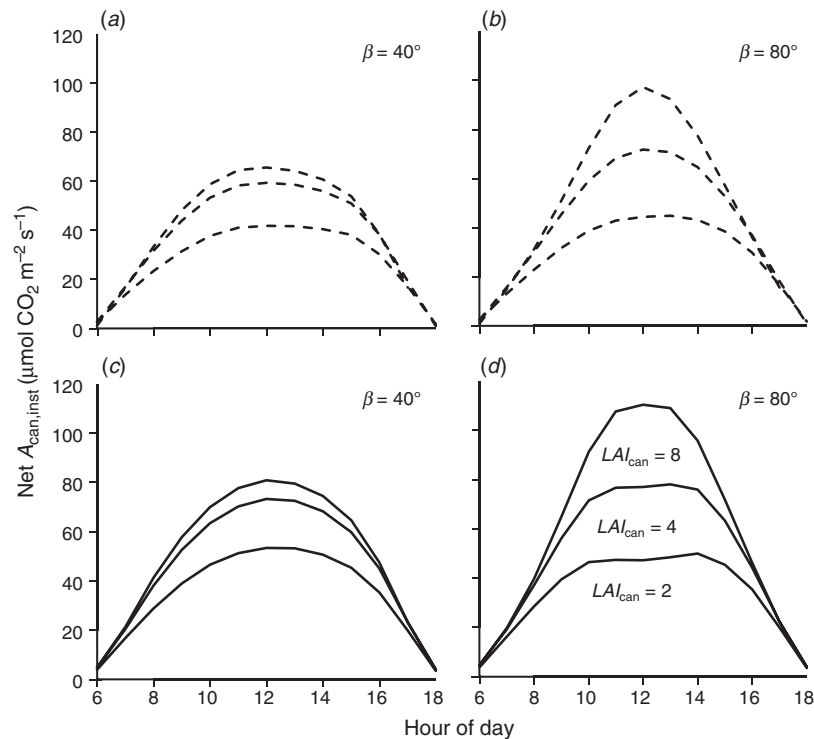 (a)
(b)
β = 40°
β = 80°
120
100
80
60
40
20
0
(c)
(d)
β = 40°
β = 80°
120
100
80
60
40
20
0
LAIcan = 8
LAIcan = 4
LAIcan = 2
6 8 10 12 14 16 18
6 8 10 12 14 16 18
Net Acan,inst (μmol CO2 m−2 s−1)
Hour of day